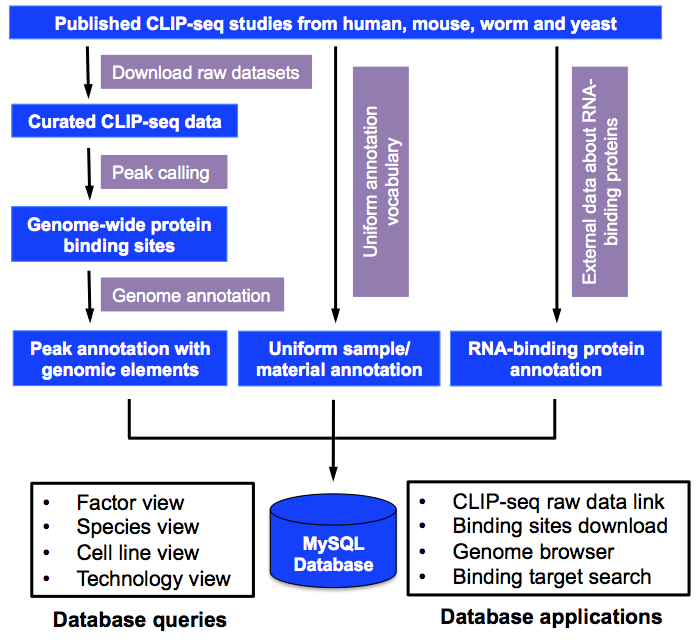 Published CLIP-seq studies from human, mouse, worm and yeast
Download raw datasets
Curated CLIP-seq data
Peak calling
Genome-wide protein
binding sites
Genome annotation
Uniform annotation
vocabulary
External data about RNA-
binding proteins
Peak annotation with
genomic elements
Uniform sample/
material annotation
RNA-binding protein
annotation
• Factor view
• Species view
• Cell line view
• Technology view
Database queries
MySQL
Database
• CLIP-seq raw data link
• Binding sites download
• Genome browser
• Binding target search
Database applications